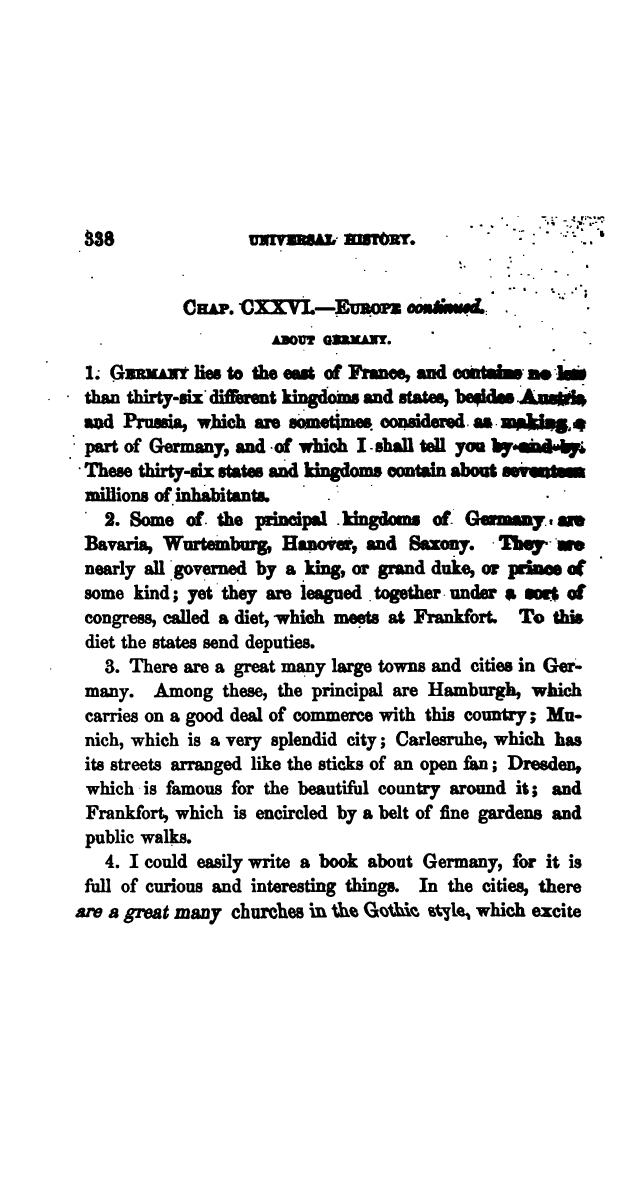 338 UNIVERSAL HISTORY.
CHAP. CXXVI.—EUROPE continued.
ABOUT GERMANY.
1. GERMANY lies to the east of France, and contains no less
than thirty-six different kingdoms and states, besides Austria
and Prussia, which are sometimes considered as making a
part of Germany, and of which I shall tell you by-and-by.
These thirty-six states and kingdoms contain about seventeen
millions of inhabitants.
2. Some of the principal kingdoms of Germany are
Bavaria, Wurtemburg, Hanover, and Saxony. They are
nearly all governed by a king, or grand duke, or prince of
some kind; yet they are leagued together under a sort of
congress, called a diet, which meets at Frankfort. To this
diet the states send deputies.
3. There are a great many large towns and cities in Ger-
many. Among these, the principal are Hamburgh, which
carries on a good deal of commerce with this country; Mu-
nich, which is a very splendid city; Carlesruhe, which has
its streets arranged like the sticks of an open fan; Dresden,
which is famous for the beautiful country around it; and
Frankfort, which is encircled by a belt of fine gardens and
public walks.
4. I could easily write a book about Germany, for it is
full of curious and interesting things. In the cities, there
are a great many churches in the Gothic style, which excite